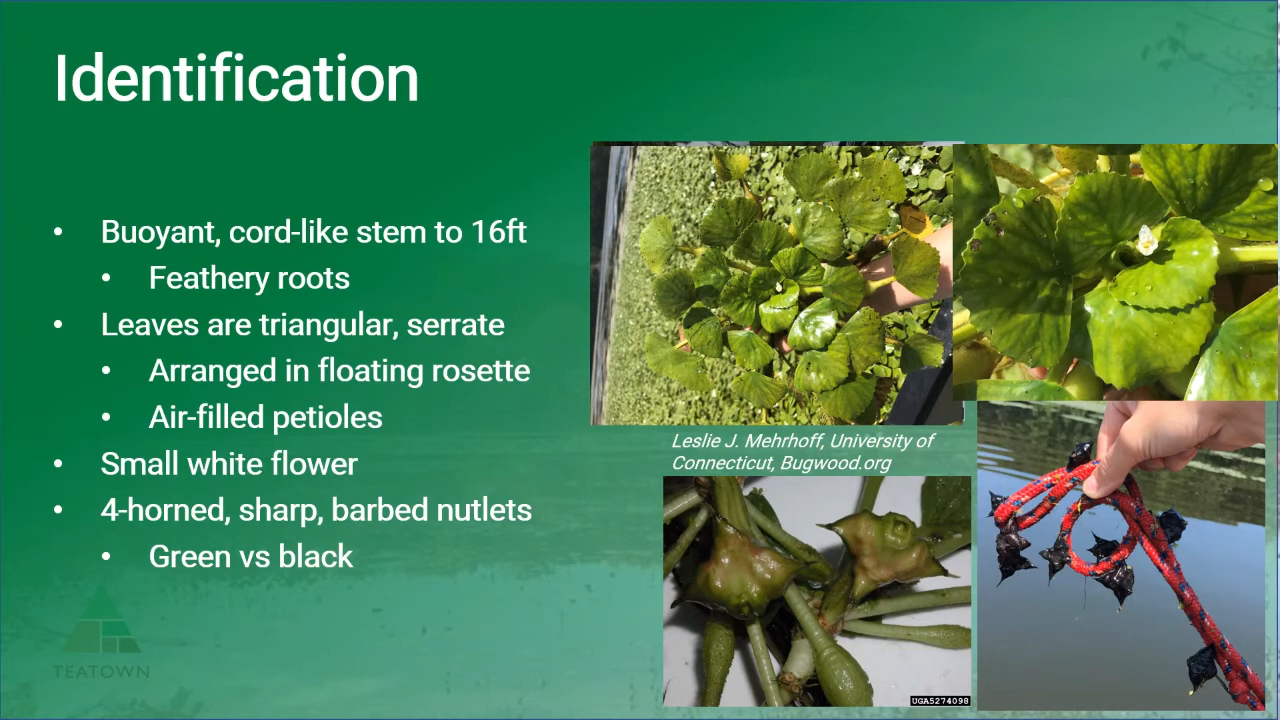 Identification
Buoyant, cord-like stem to 16ft
Feathery roots
Leaves are triangular, serrate
Arranged in floating rosette
Air-filled petioles
Small white flower
4-horned, sharp, barbed nutlets
Green vs black
Leslie J. Mehrhoff, University of
Connecticut, Bugwood.org
UGA5274098
TEATOWN